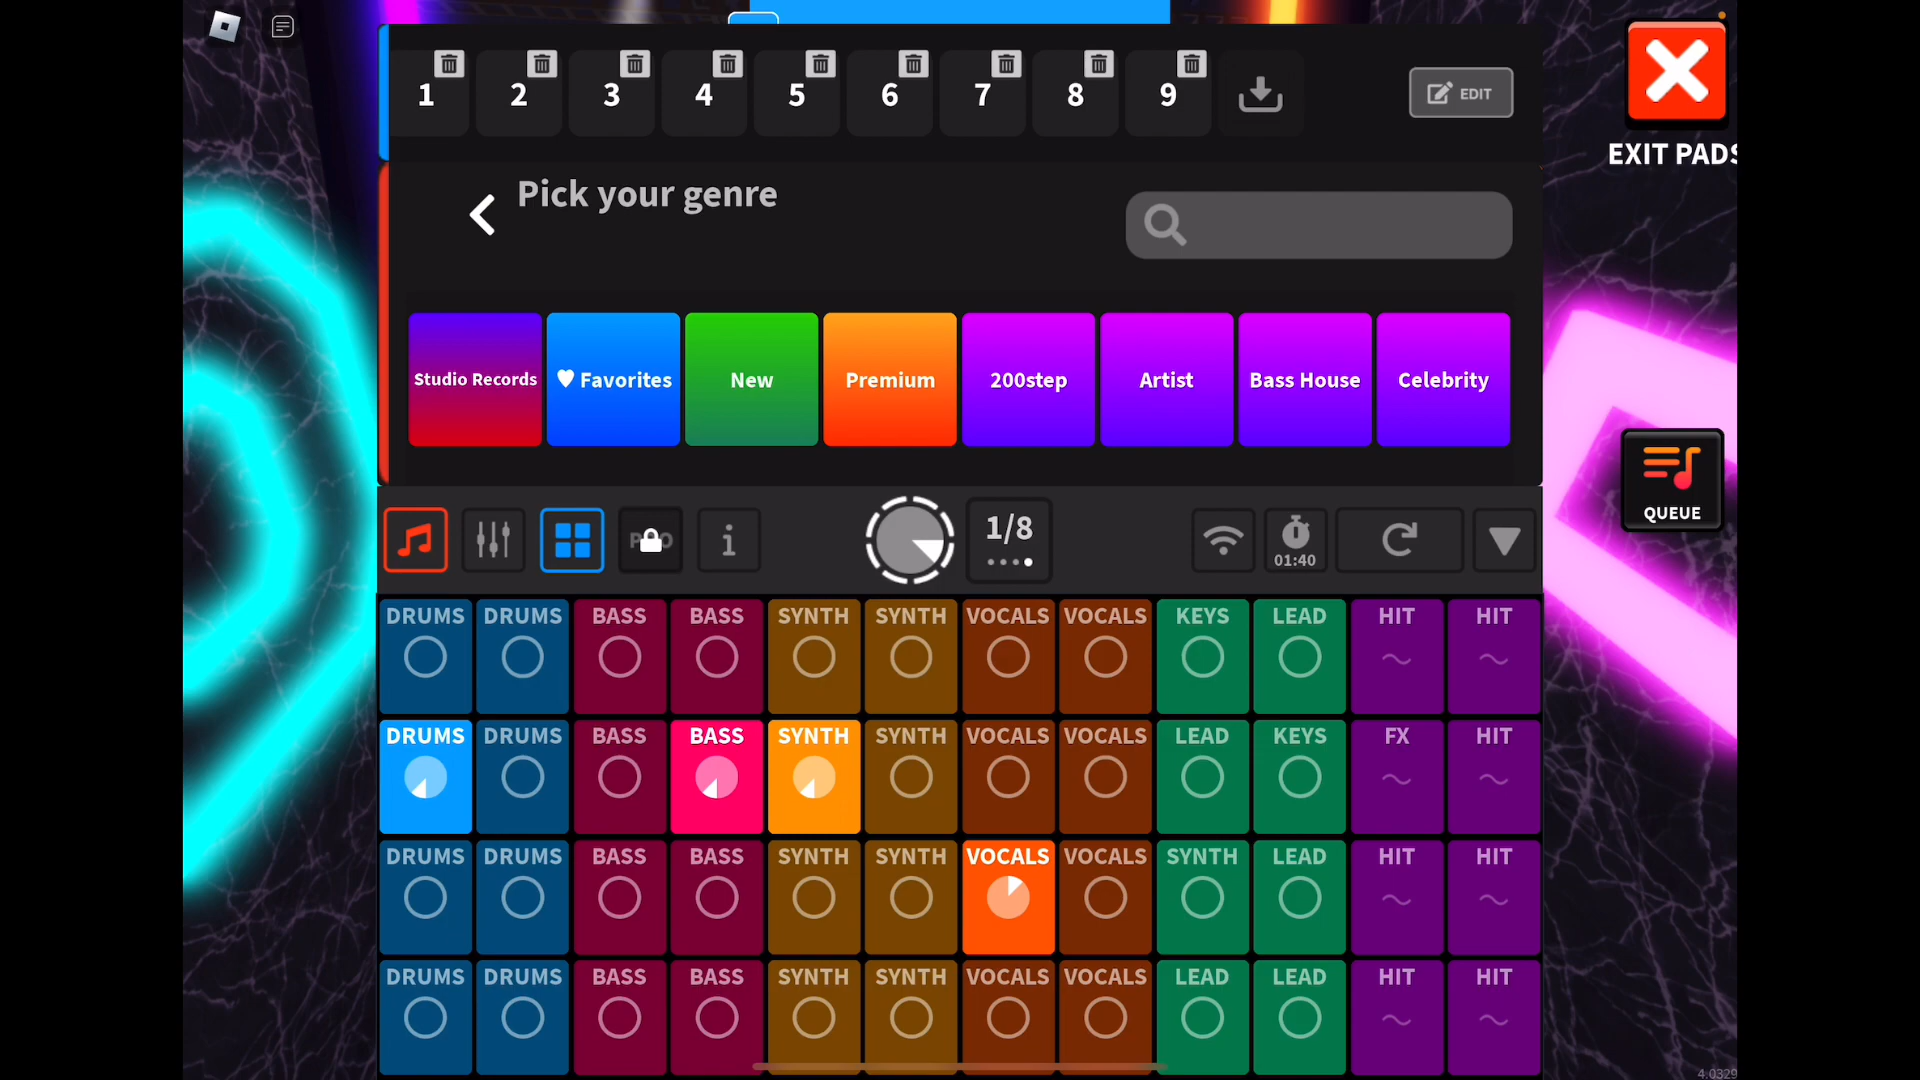 1 2 3 4 5 6 7 8 9 EDIT
EXIT PADS
Pick your genre
Studio Records Favorites New Premium 200step Artist Bass House Celebrity
QUEUE
i 1/8 01:40
DRUMS DRUMS BASS BASS SYNTH SYNTH VOCALS VOCALS KEYS LEAD HIT HIT
DRUMS DRUMS BASS BASS SYNTH SYNTH VOCALS VOCALS LEAD KEYS FX HIT
DRUMS DRUMS BASS BASS SYNTH SYNTH VOCALS VOCALS SYNTH LEAD HIT HIT
DRUMS DRUMS BASS BASS SYNTH SYNTH VOCALS VOCALS LEAD LEAD HIT HIT
4.0329